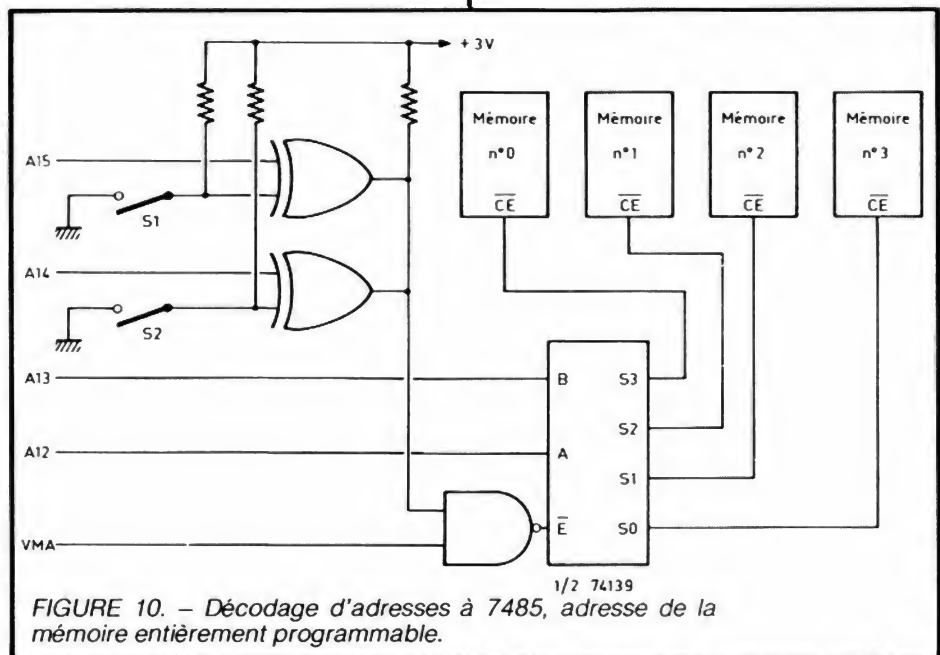 + 3V
Mémoire n°0 CE
Mémoire n°1 CE
Mémoire n°2 CE
Mémoire n°3 CE
A15
S1
A14
S2
A13
B
S3
S2
A12
A
S1
VMA
E
S0
1/2 74139
FIGURE 10. – Décodage d'adresses à 7485, adresse de la
mémoire entièrement programmable.